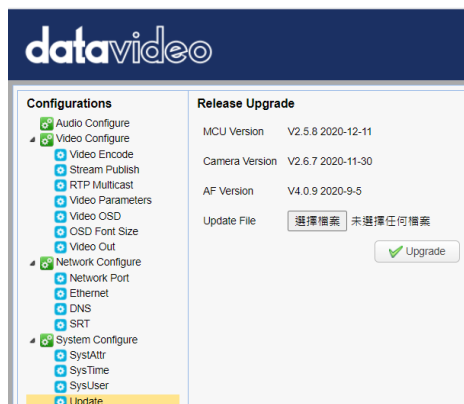 datavideo
Configurations
Audio Configure
Video Configure
Video Encode
Stream Publish
RTP Multicast
Video Parameters
Video OSD
OSD Font Size
Video Out
Network Configure
Network Port
Ethernet
DNS
SRT
System Configure
SystAttr
SysTime
SysUser
Update
Release Upgrade
MCU Version V2.5.8 2020-12-11
Camera Version V2.6.7 2020-11-30
AF Version V4.0.9 2020-9-5
Update File 選擇檔案 未選擇任何檔案
Upgrade